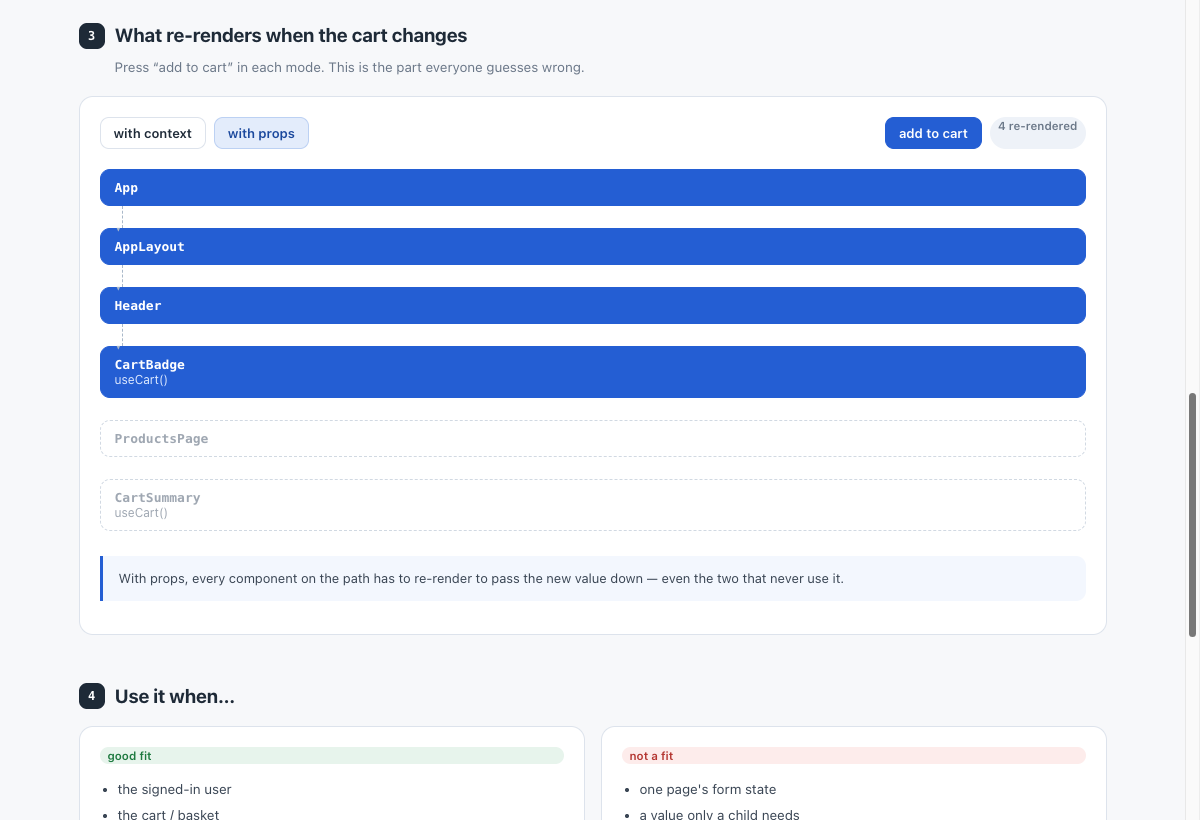 3
What re-renders when the cart changes
Press “add to cart” in each mode. This is the part everyone guesses wrong.
with context
with props
add to cart
4 re-rendered
App
AppLayout
Header
CartBadge
useCart()
ProductsPage
CartSummary
useCart()
With props, every component on the path has to re-render to pass the new value down — even the two that never use it.
4
Use it when...
good fit
the signed-in user
the cart / basket
not a fit
one page's form state
a value only a child needs